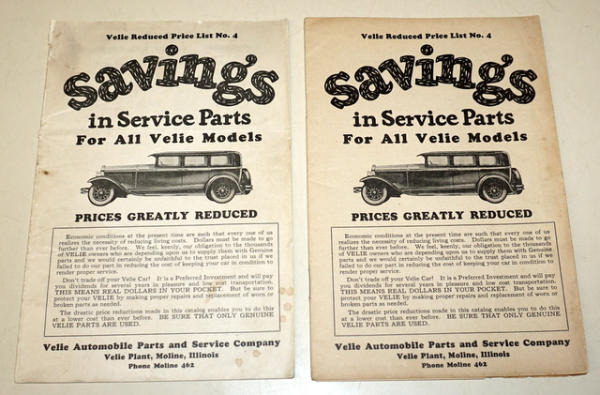 Velie Reduced Price List No. 4
Savings
in Service Parts
For All Velie Models
PRICES GREATLY REDUCED
Economic conditions at the present time are such that every one of us
realizes the necessity of reducing living costs. Dollars must be made to go
further than ever before. We feel, keenly, our obligation to the thousands
of VELIE owners who are depending upon us to supply them with Genuine
parts and we would certainly be unfaithful to the trust placed in us if we
failed to do our part in reducing the cost of keeping your car in condition to
render proper service.
Don't trade off your Velie Car! It is a Preferred Investment and will pay
you dividends for several years in pleasure and low cost transportation.
THIS MEANS REAL DOLLARS IN YOUR POCKET. But be sure to
protect your VELIE by making proper repairs and replacement of worn or
broken parts as needed.
The drastic price reductions made in this catalog enables you to do this
at a lower cost than ever before. BE SURE THAT ONLY GENUINE
VELIE PARTS ARE USED.
Velie Automobile Parts and Service Company
Velie Plant, Moline, Illinois
Phone Moline 462
Velie Reduced Price List No. 4
Savings
in Service Parts
For All Velie Models
PRICES GREATLY REDUCED
Economic conditions at the present time are such that every one of us
realizes the necessity of reducing living costs. Dollars must be made to go
further than ever before. We feel, keenly, our obligation to the thousands
of VELIE owners who are depending upon us to supply them with Genuine
parts and we would certainly be unfaithful to the trust placed in us if we
failed to do our part in reducing the cost of keeping your car in condition to
render proper service.
Don't trade off your Velie Car! It is a Preferred Investment and will pay
you dividends for several years in pleasure and low cost transportation.
THIS MEANS REAL DOLLARS IN YOUR POCKET. But be sure to
protect your VELIE by making proper repairs and replacement of worn or
broken parts as needed.
The drastic price reductions made in this catalog enables you to do this
at a lower cost than ever before. BE SURE THAT ONLY GENUINE
VELIE PARTS ARE USED.
Velie Automobile Parts and Service Company
Velie Plant, Moline, Illinois
Phone Moline 462